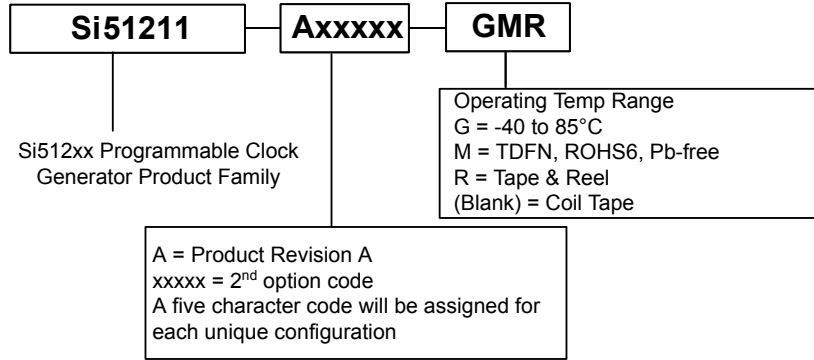 Si51211
Axxxxx
GMR
Si512xx Programmable Clock
Generator Product Family
Operating Temp Range
G = -40 to 85°C
M = TDFN, ROHS6, Pb-free
R = Tape & Reel
(Blank) = Coil Tape
A = Product Revision A
xxxxx = 2nd option code
A five character code will be assigned for
each unique configuration